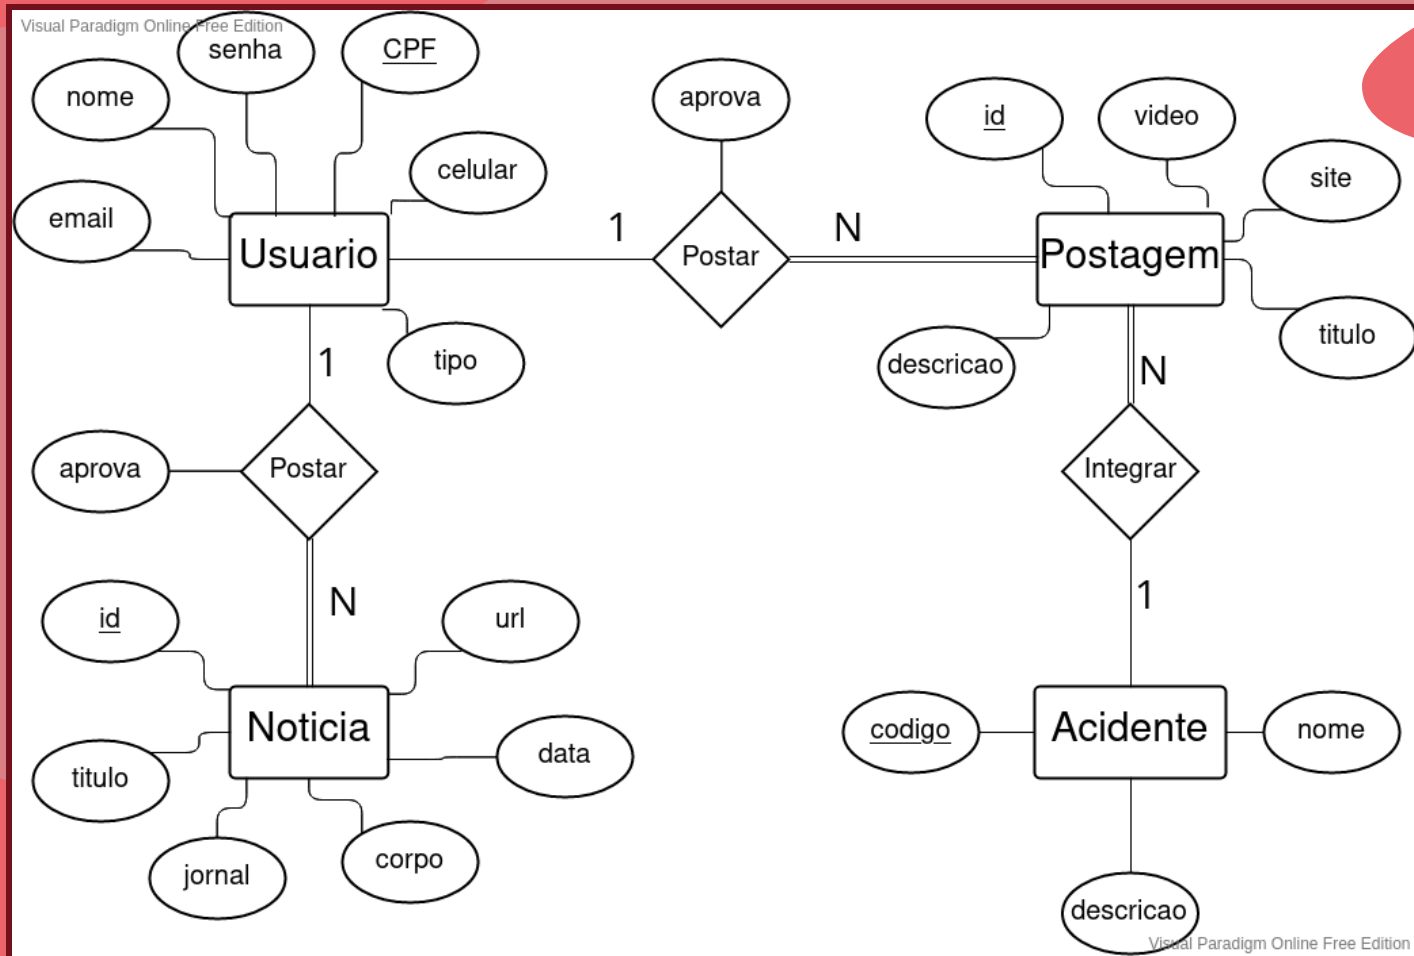 Visual Paradigm Online Free Edition
senha
CPF
nome
aprova
id
video
celular
site
email
1
N
Usuario
Postar
Postagem
titulo
tipo
descricao
1
N
aprova
Postar
Integrar
N
1
id
url
Noticia
Acidente
codigo
nome
data
titulo
jornal
corpo
descricao
Visual Paradigm Online Free Edition